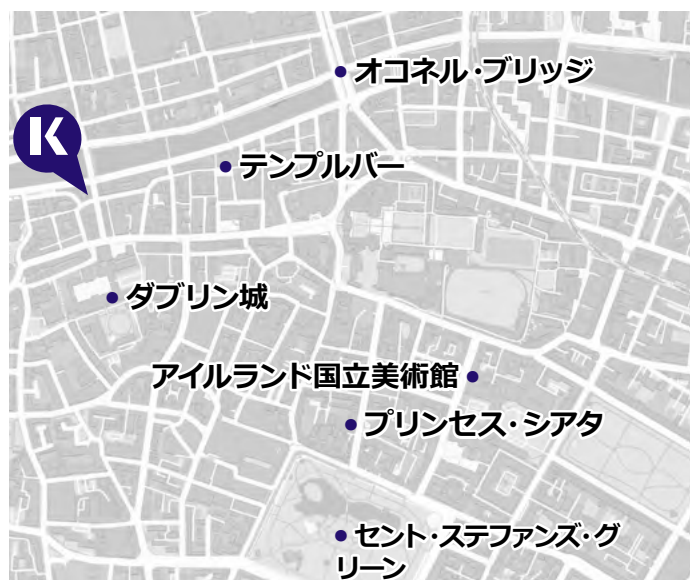 オコネル・ブリッジ
K
テンプルバー
ダブリン城
アイルランド国立美術館
プリンセス・シアタ
セント・ステファンズ・グ
リーン